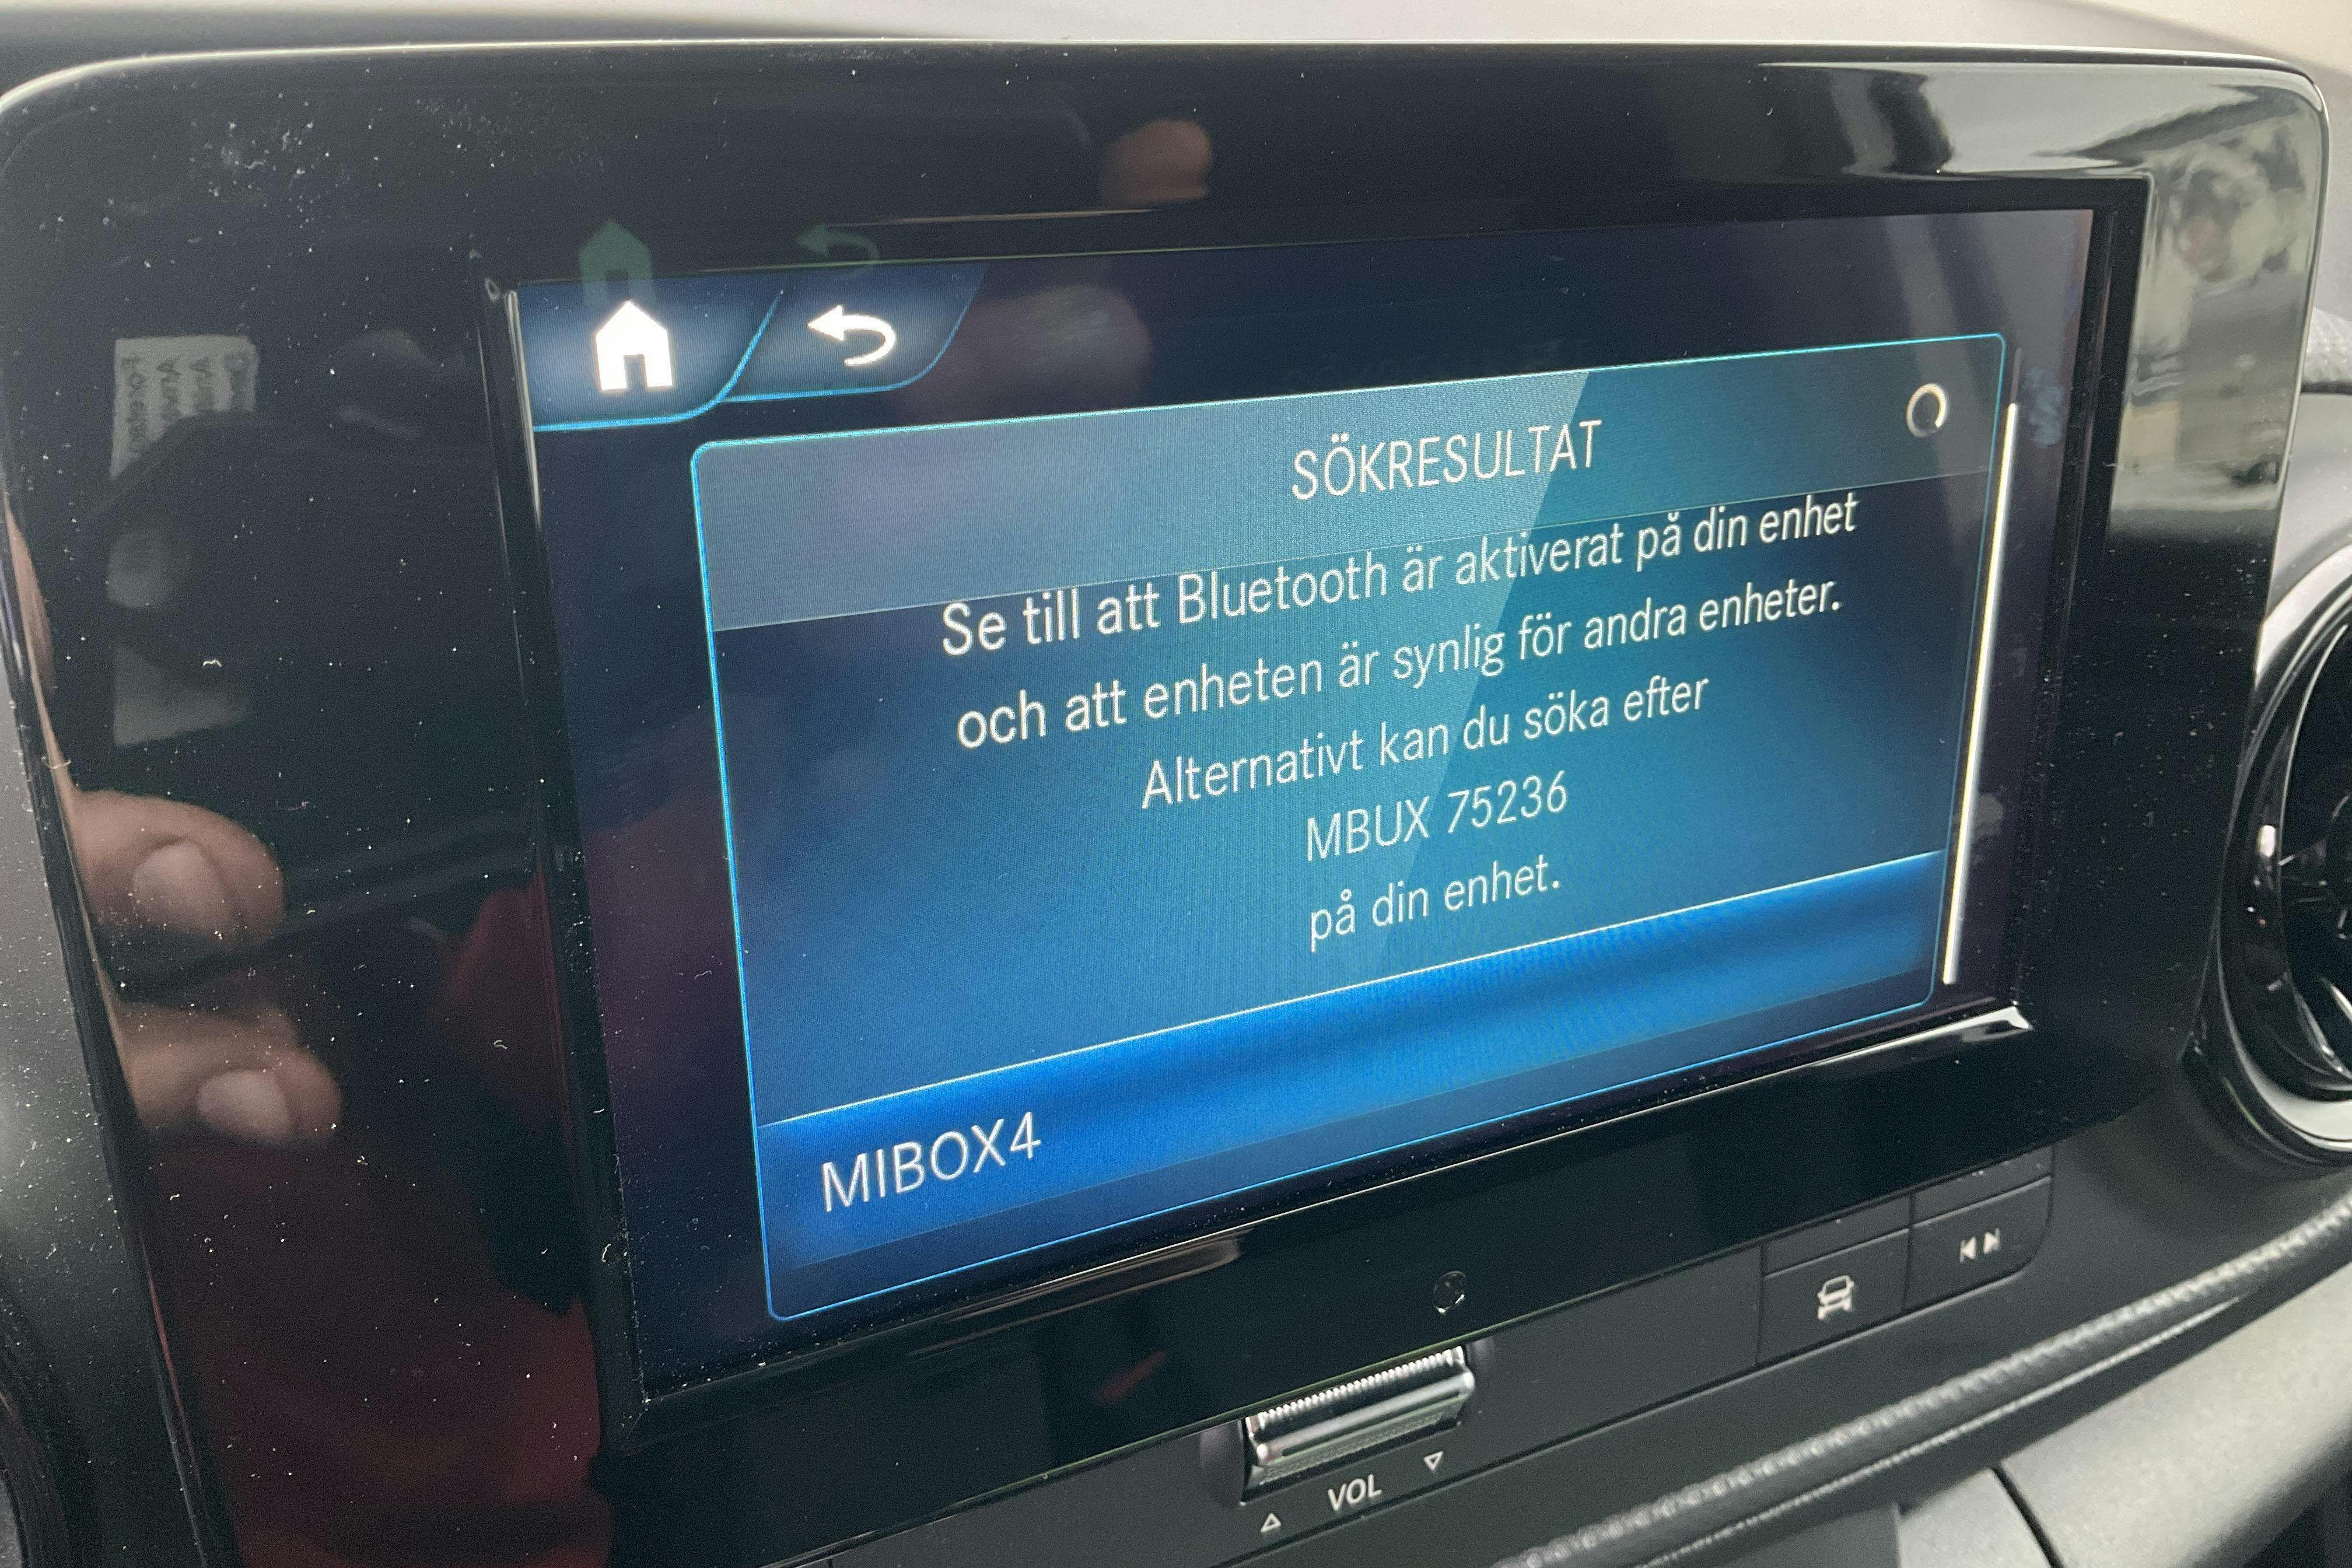 SÖKRESULTAT
Se till att Bluetooth är aktiverat på din enhet
och att enheten är synlig för andra enheter.
Alternativt kan du söka efter
MBUX 75236
på din enhet.
MIBOX4
VOL